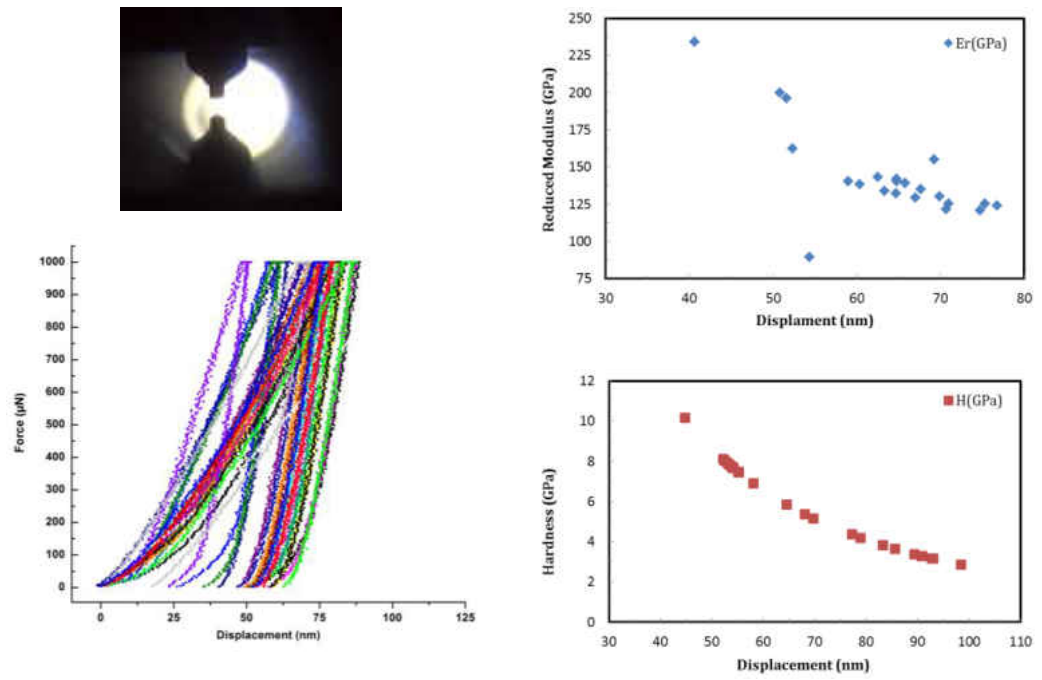 1000
900
800
700
600
500
400
300
200
100
0
Force (µN)
0 25 50 75 100 125
Displacement (nm)
250
225
200
175
150
125
100
75
Reduced Modulus (GPa)
Er(GPa)
30 40 50 60 70 80
Displament (nm)
12
10
8
6
4
2
0
Hardness (GPa)
H(GPa)
30 40 50 60 70 80 90 100 110
Displacement (nm)